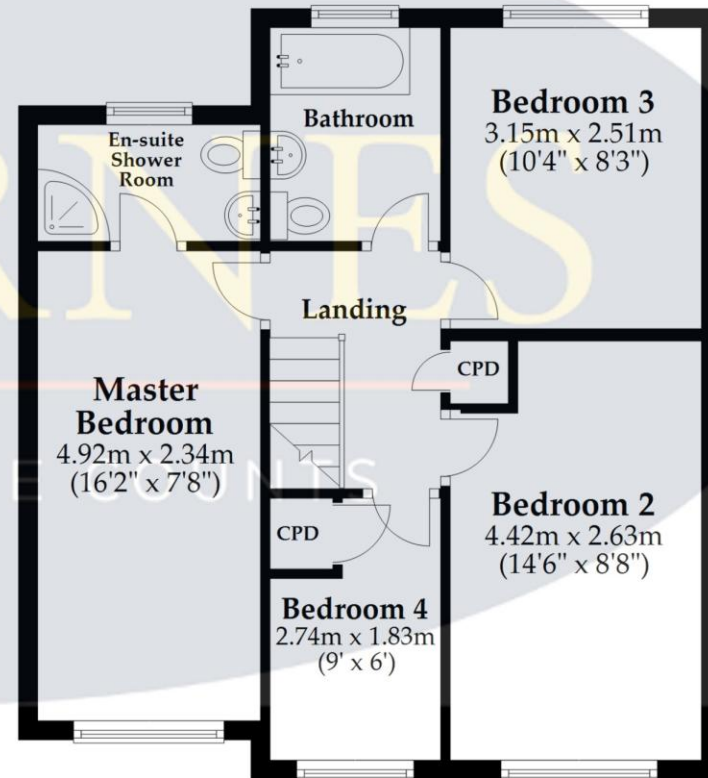 Bathroom
Bedroom 3
3.15m x 2.51m
(10'4" x 8'3")
En-suite
Shower
Room
RNES
Landing
CPD
Master
Bedroom
4.92m x 2.34m
(16'2" x 7'8")
E COUNTS
CPD
Bedroom 2
4.42m x 2.63m
(14'6" x 8'8")
Bedroom 4
2.74m x 1.83m
(9' x 6')